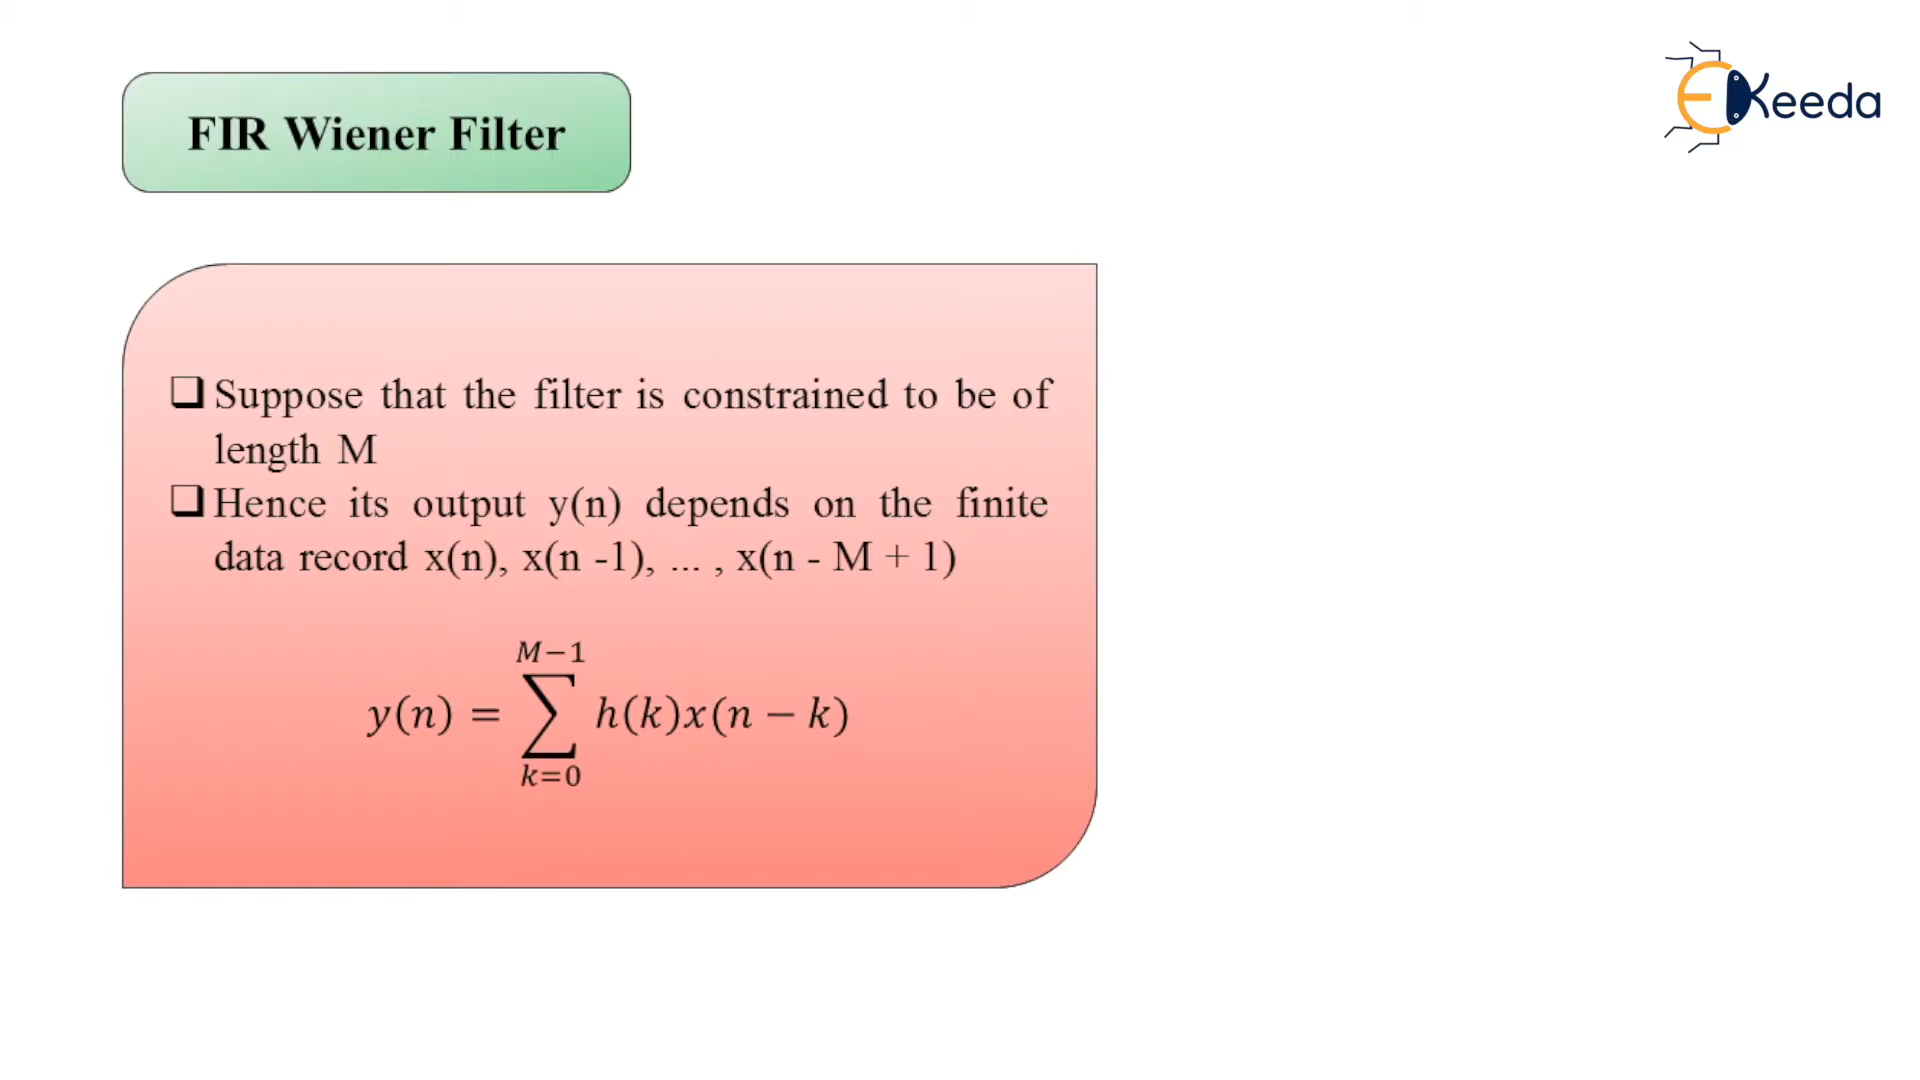 FIR Wiener Filter
EKeeda
❑ Suppose that the filter is constrained to be of
length M
❑ Hence its output y(n) depends on the finite
data record x(n), x(n -1), ... , x(n - M + 1)
M−1
y(n) = ∑ h(k)x(n − k)
k=0